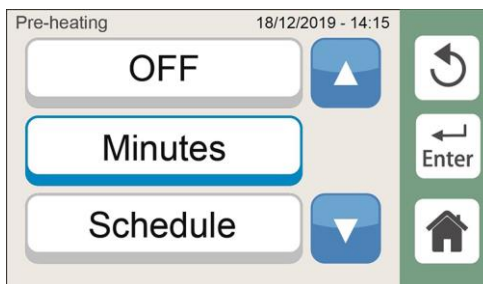 Pre-heating 18/12/2019 - 14:15
OFF
Minutes
Enter
Schedule